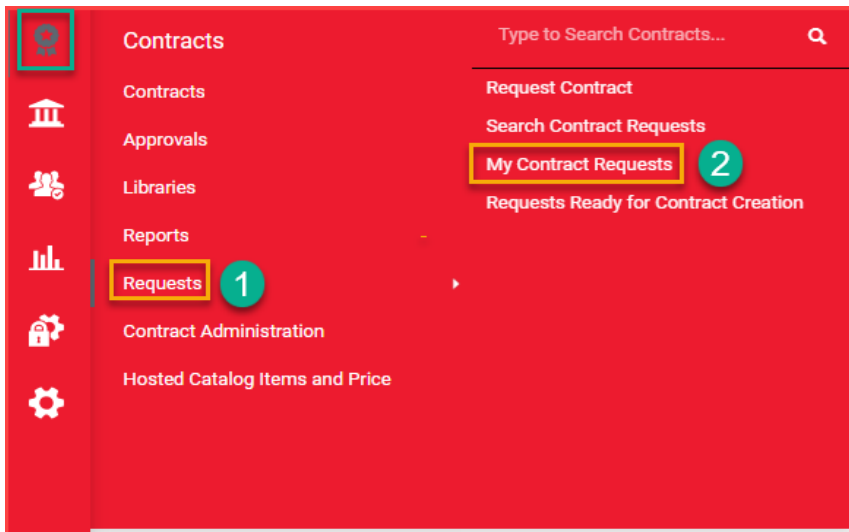 Contracts
Contracts
Approvals
Libraries
Reports
Requests 1
Contract Administration
Hosted Catalog Items and Price
Type to Search Contracts...
Request Contract
Search Contract Requests
My Contract Requests 2
Requests Ready for Contract Creation